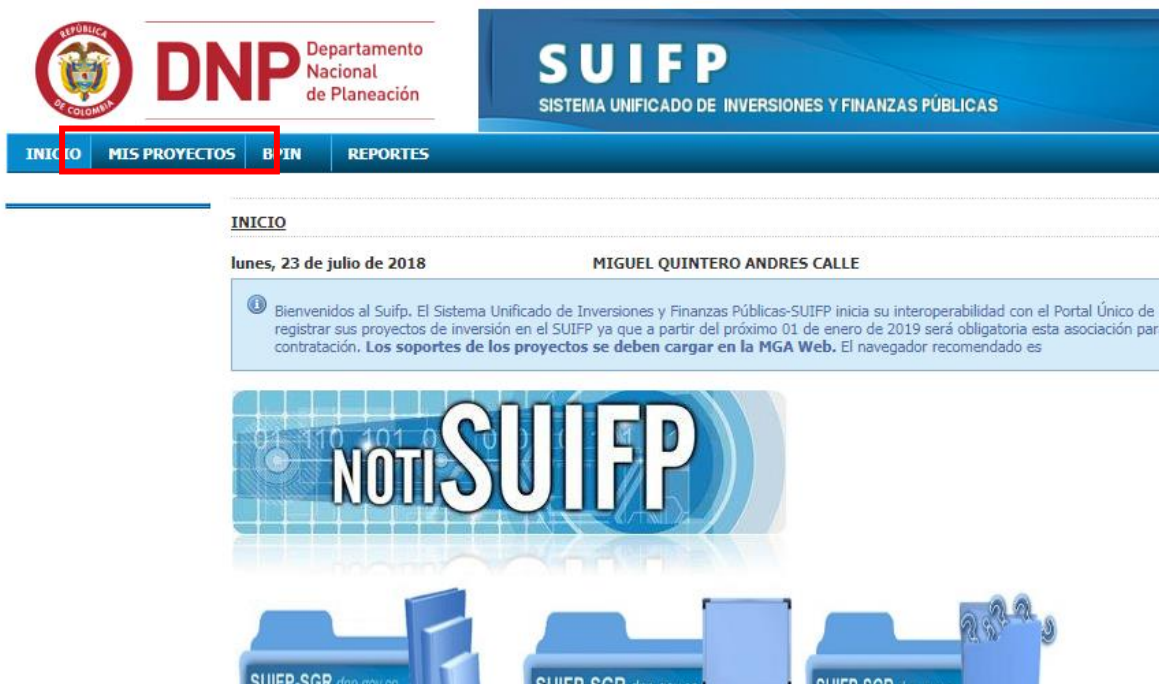 REPÚBLICA
DE COLOMBIA
DNP
Departamento
Nacional
de Planeación
SUIFP
SISTEMA UNIFICADO DE INVERSIONES Y FINANZAS PÚBLICAS
INICIO MIS PROYECTOS BPIN REPORTES
INICIO
lunes, 23 de julio de 2018 MIGUEL QUINTERO ANDRES CALLE
Bienvenidos al Suifp. El Sistema Unificado de Inversiones y Finanzas Públicas-SUIFP inicia su interoperabilidad con el Portal Único de
registrar sus proyectos de inversión en el SUIFP ya que a partir del próximo 01 de enero de 2019 será obligatoria esta asociación par
contratación. Los soportes de los proyectos se deben cargar en la MGA Web. El navegador recomendado es
NOTISUIFP
SUIFP-SGR SUIFP-SGR SUIFP-SGR